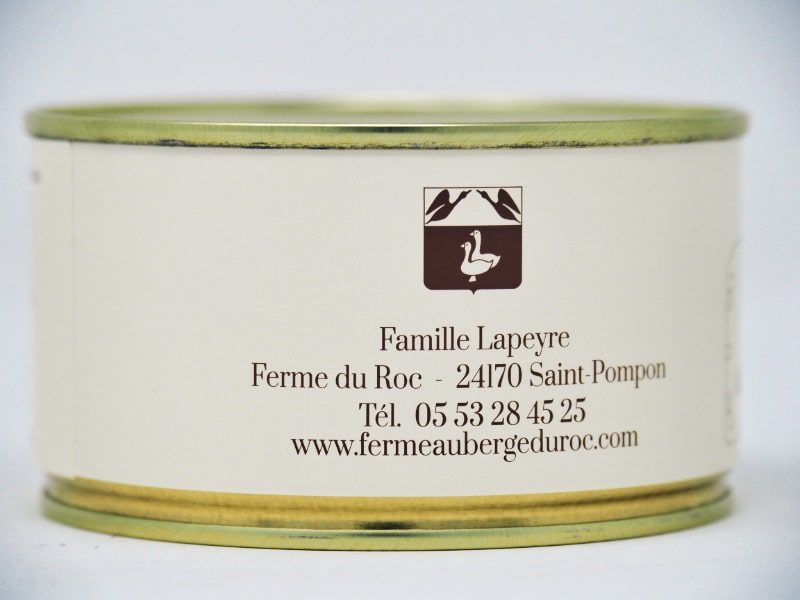 Famille Lapeyre
Ferme du Roc - 24170 Saint-Pompon
Tél. 05 53 28 45 25
www.fermeaubergeduroc.com